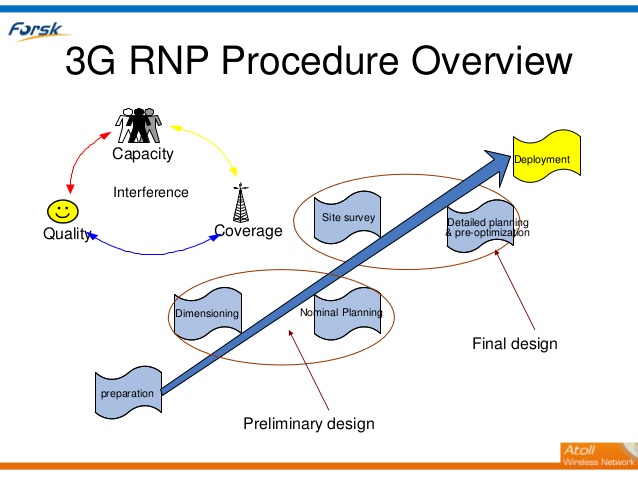 Forsk
3G RNP Procedure Overview
Capacity
Interference
Quality
Coverage
Deployment
Site survey
Detailed planning
& pre-optimization
Dimensioning
Nominal Planning
Final design
preparation
Preliminary design
Atoll
Wireless Network